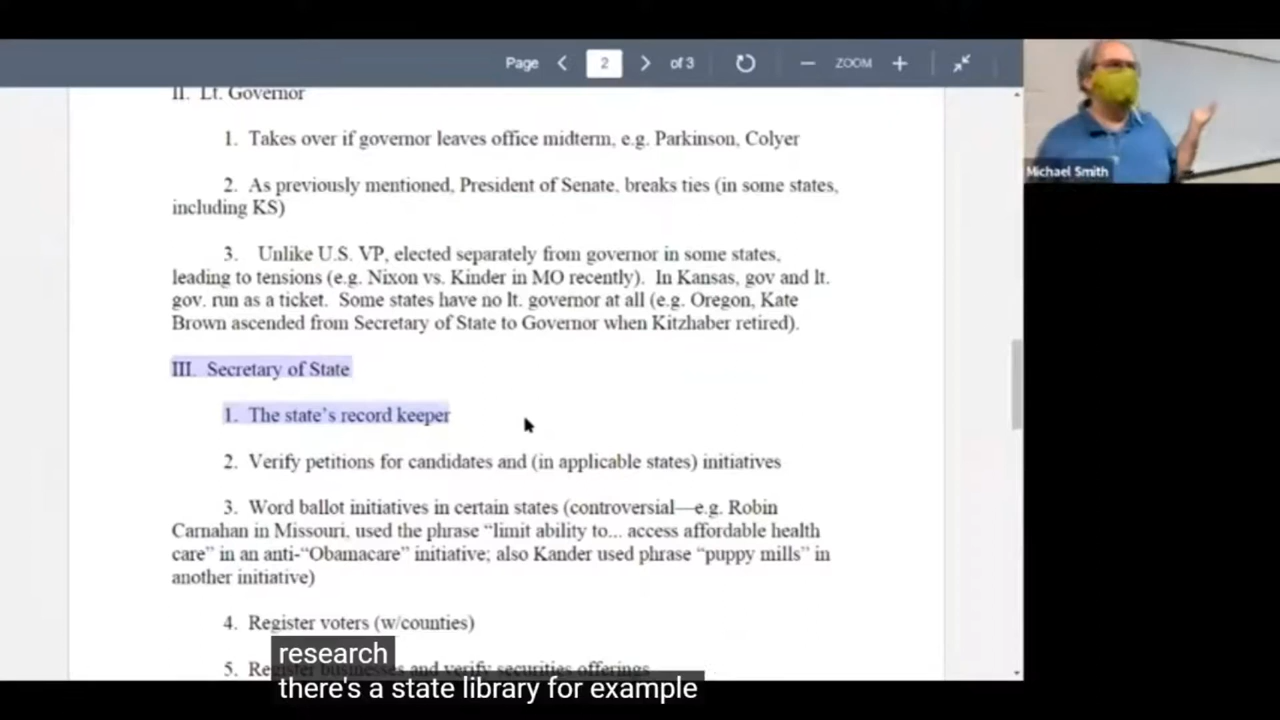 Page
2
of 3
ZOOM
II. Lt. Governor
1. Takes over if governor leaves office midterm, e.g. Parkinson, Colyer
2. As previously mentioned, President of Senate, breaks ties (in some states,
including KS)
3. Unlike U.S. VP, elected separately from governor in some states,
leading to tensions (e.g. Nixon vs. Kinder in MO recently). In Kansas, gov and lt.
gov. run as a ticket. Some states have no lt. governor at all (e.g. Oregon, Kate
Brown ascended from Secretary of State to Governor when Kitzhaber retired).
III. Secretary of State
1. The state's record keeper
2. Verify petitions for candidates and (in applicable states) initiatives
3. Word ballot initiatives in certain states (controversial—e.g. Robin
Carnahan in Missouri, used the phrase “limit ability to... access affordable health
care” in an anti-“Obamacare” initiative; also Kander used phrase “puppy mills” in
another initiative)
4. Register voters (w/counties)
5. Register businesses and verify securities offerings
research
there's a state library for example
Michael Smith